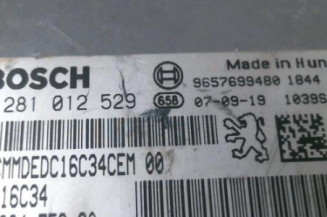 BOSCH
Made in Hun
9657699480 1844
281 012 529
658
07-09-19 1039S
MMDEDC16C34CEM 00
16C34